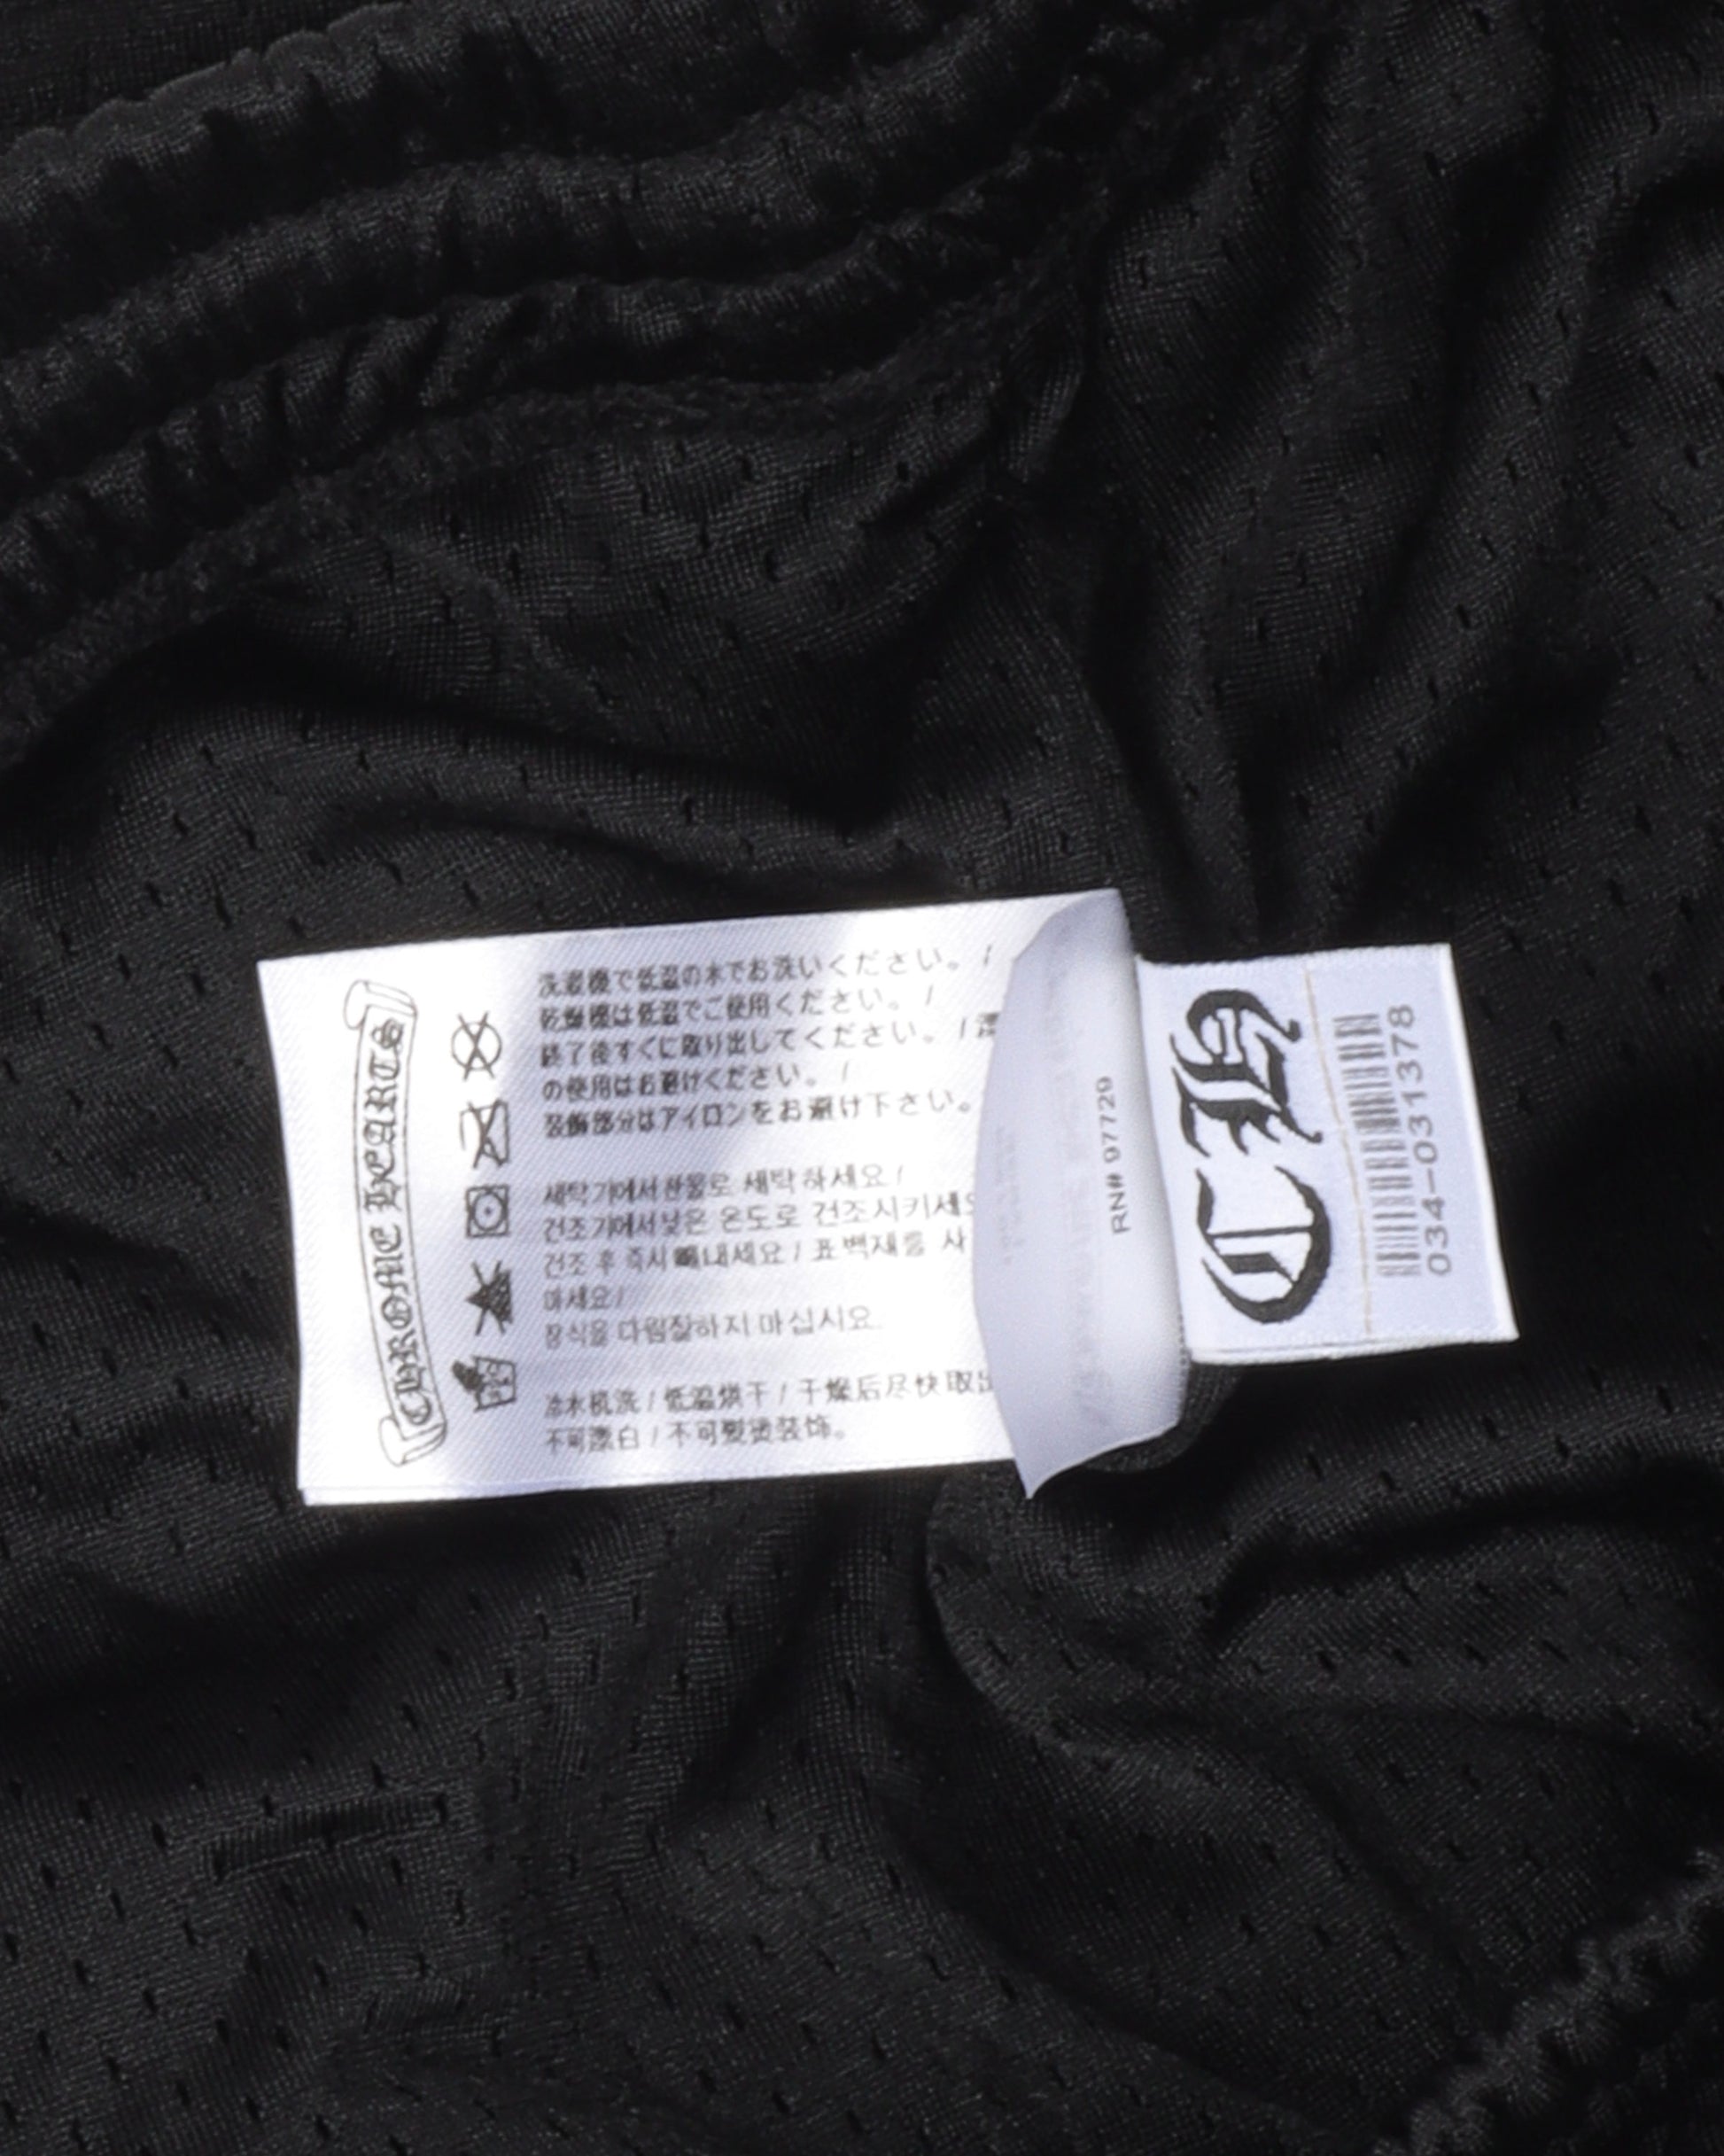 CHROME HEARTS
洗濯機で低温の水でお洗いください。 /
乾燥機は低温でご使用ください。 /
終了後すぐに取り出してください。 / 漂
の使用はお避けください。 /
装飾部分はアイロンをお避け下さい。
세탁기에서 찬물로 세탁하세요 /
건조기에서 낮은 온도로 건조시키세요
건조 후 즉시 빼내세요 / 표백제를 사
마세요 /
장식을 다림질하지 마십시요.
冷水机洗 / 低温烘干 / 干燥后尽快取出
不可漂白 / 不可熨烫装饰。
RN# 97729
CH
034-031378